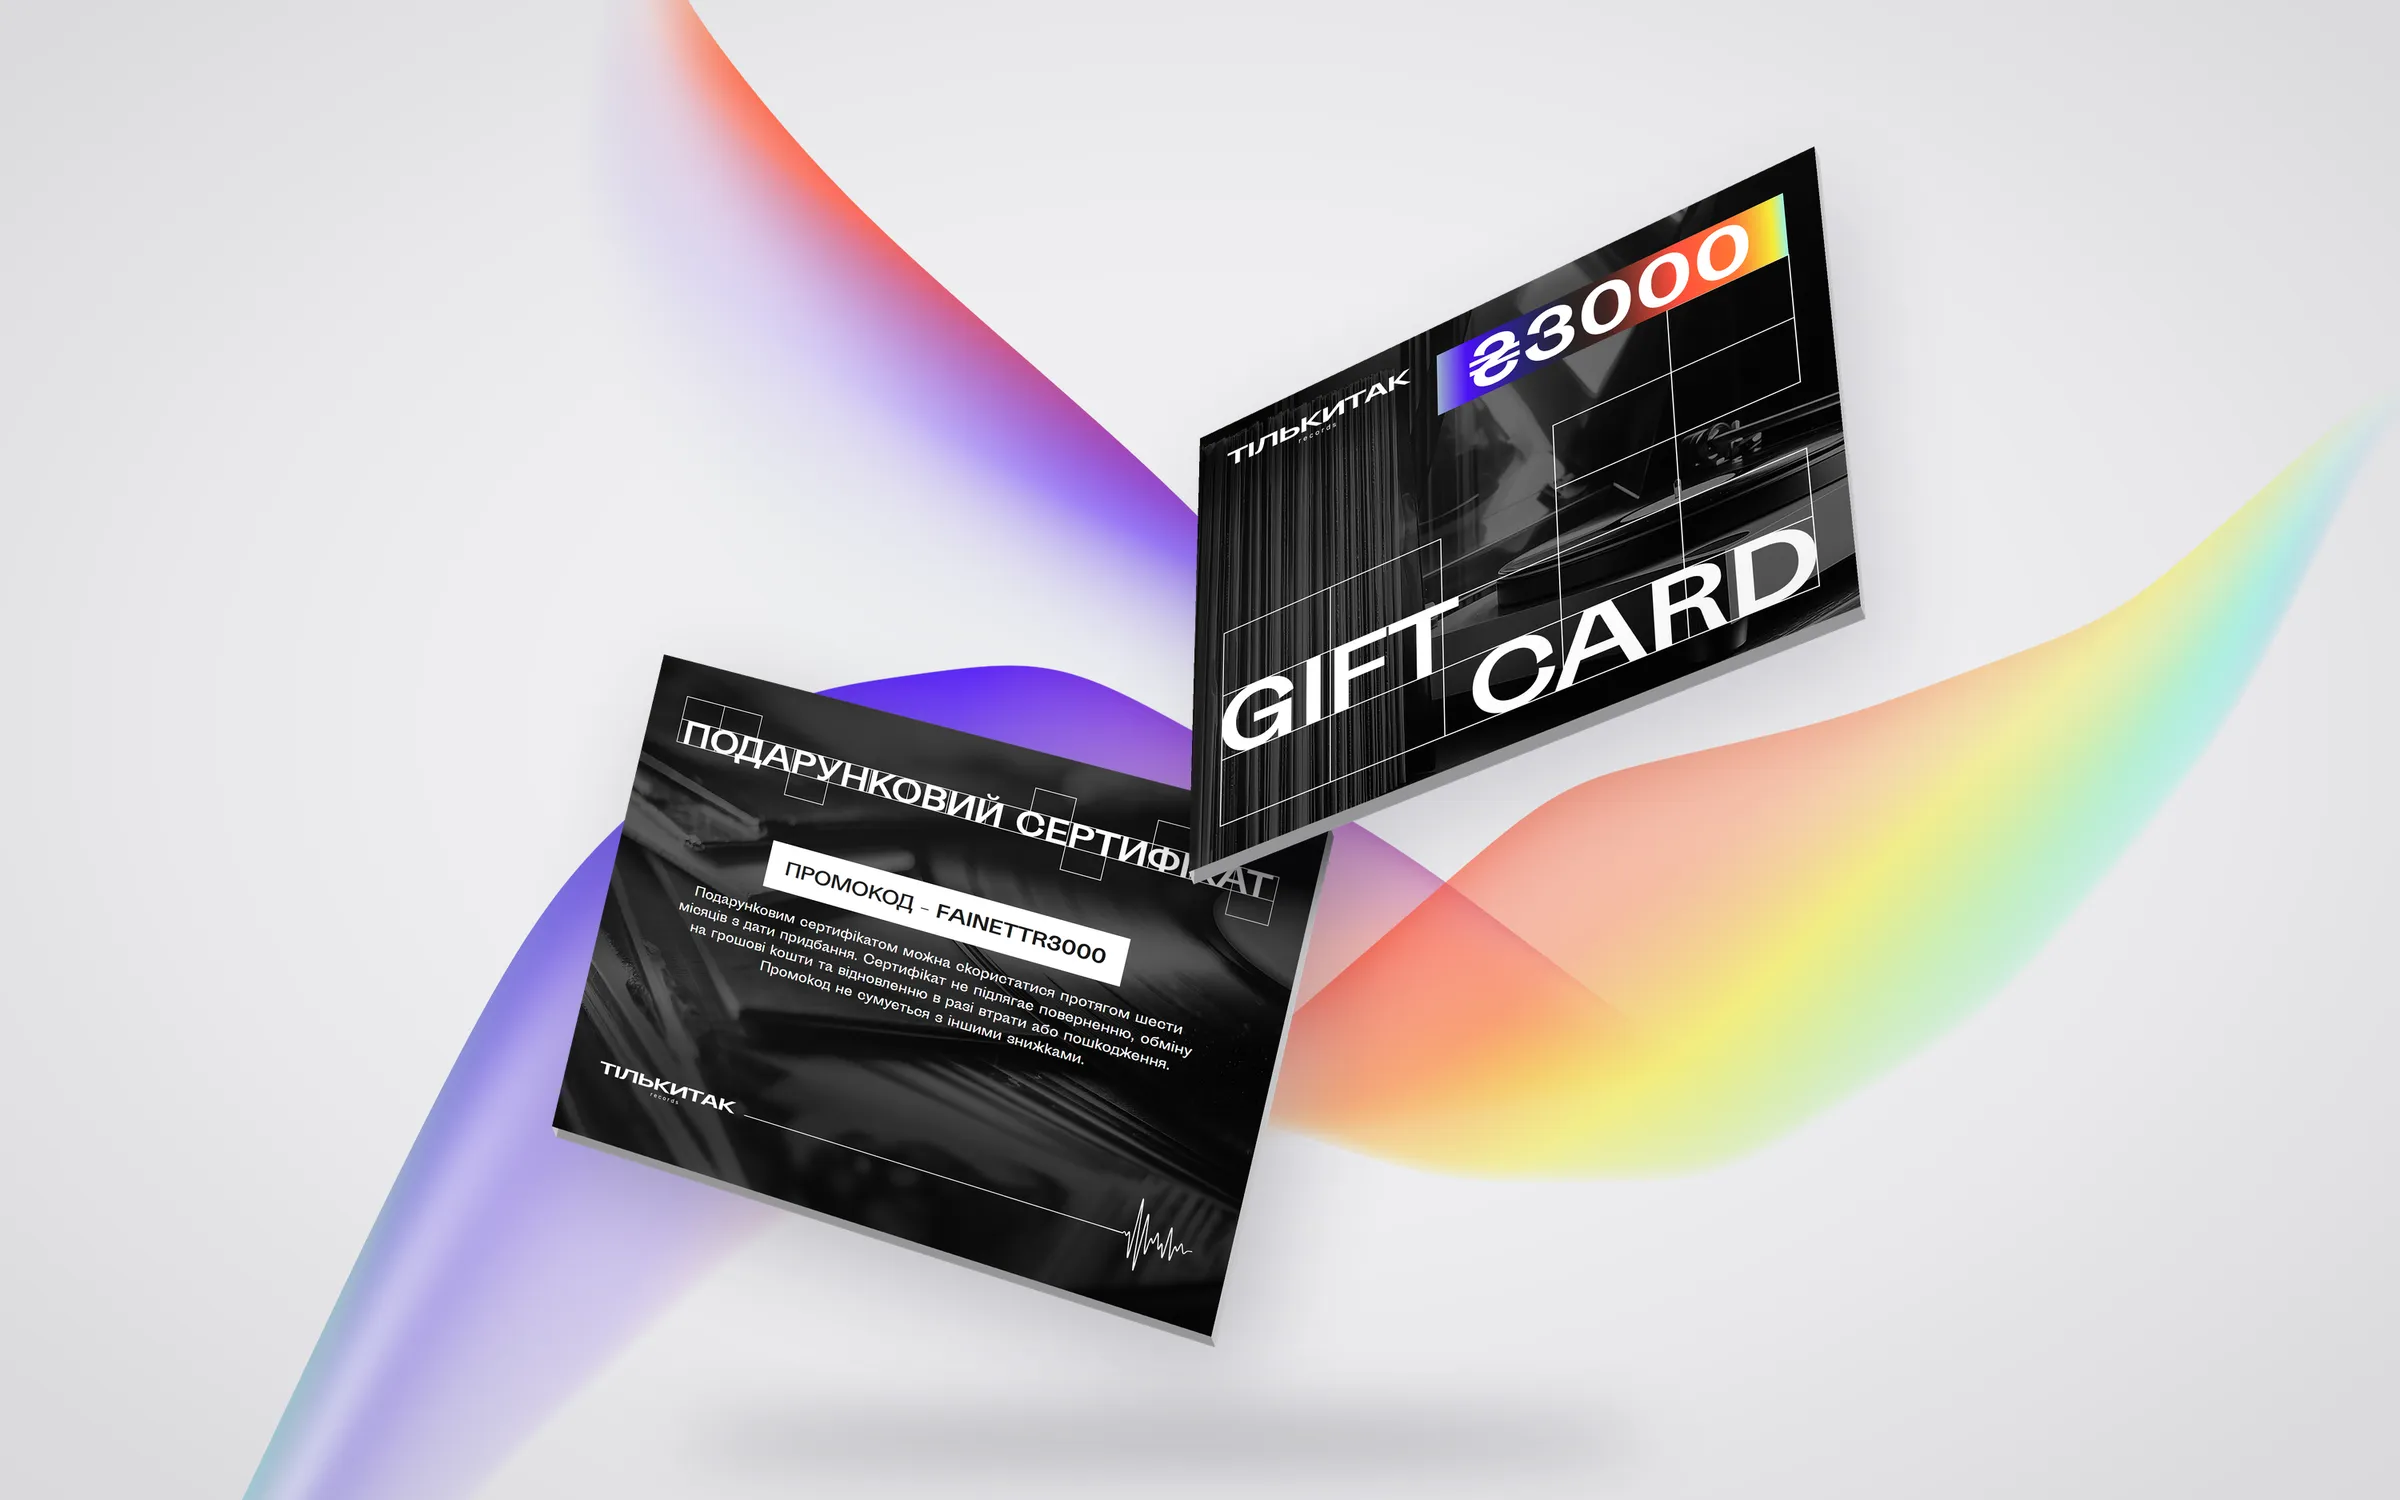 ТІЛЬКИТАК
records
₴3000
GIFT CARD
ПОДАРУНКОВИЙ СЕРТИФІКАТ
ПРОМОКОД - FAINETTR3000
Подарунковим сертифікатом можна скористатися протягом шести
місяців з дати придбання. Сертифікат не підлягає поверненню, обміну
на грошові кошти та відновленню в разі втрати або пошкодження.
Промокод не сумується з іншими знижками.
ТІЛЬКИТАК
records